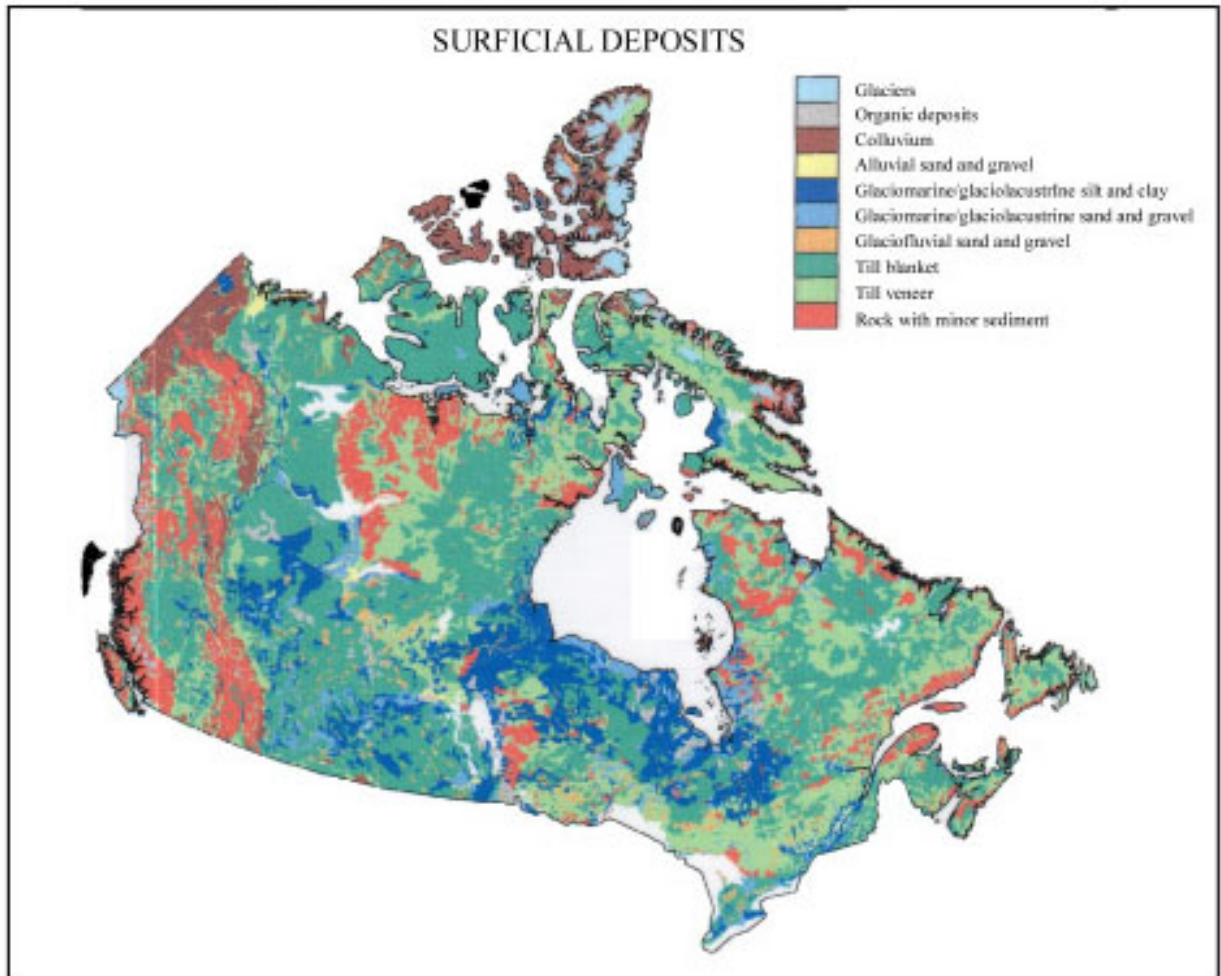 SURFICIAL DEPOSITS
Glaciers
Organic deposits
Colluvium
Alluvial sand and gravel
Glaciomarine/glaciolacustrine silt and clay
Glaciomarine/glaciolacustrine sand and gravel
Glaciofluvial sand and gravel
Till blanket
Till veneer
Rock with minor sediment